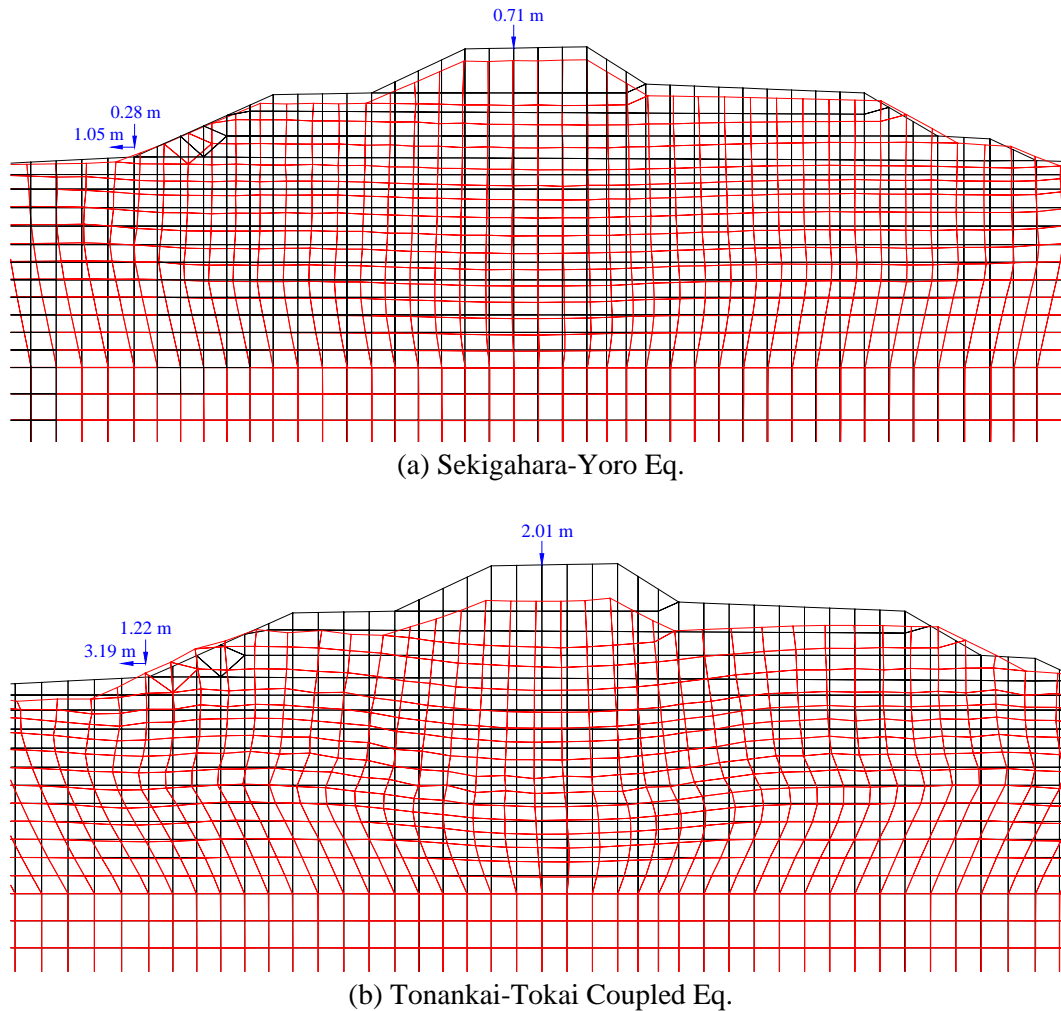 0.71 m
0.28 m
1.05 m
(a) Sekigahara-Yoro Eq.
2.01 m
1.22 m
3.19 m
(b) Tonankai-Tokai Coupled Eq.